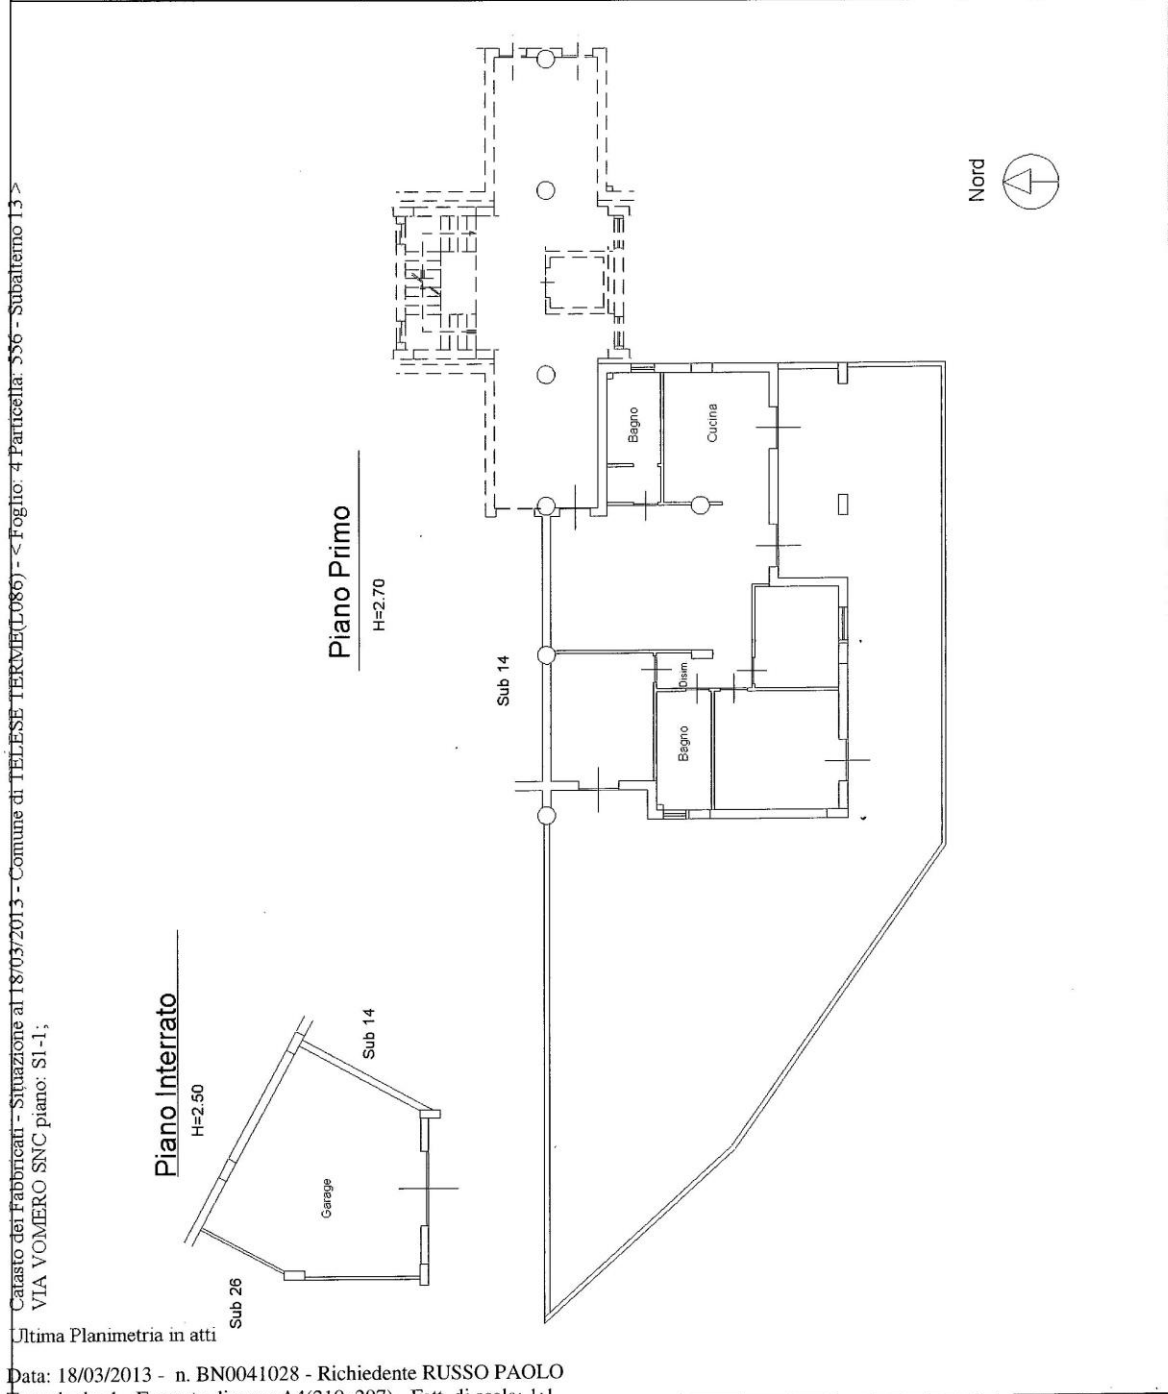 Catasto dei Fabbricati - Situazione al 18/03/2013 - Comune di TELESE TERME(L086) - < Foglio: 4 Particella: 556 - Subalterno 13 >
VIA VOMERO SNC piano: S1-1;
Nord
Piano Primo
H=2.70
Bagno
Cucina
Sub 14
Disim
Bagno
Piano Interrato
H=2.50
Sub 14
Garage
Sub 26
Ultima Planimetria in atti
Data: 18/03/2013 - n. BN0041028 - Richiedente RUSSO PAOLO